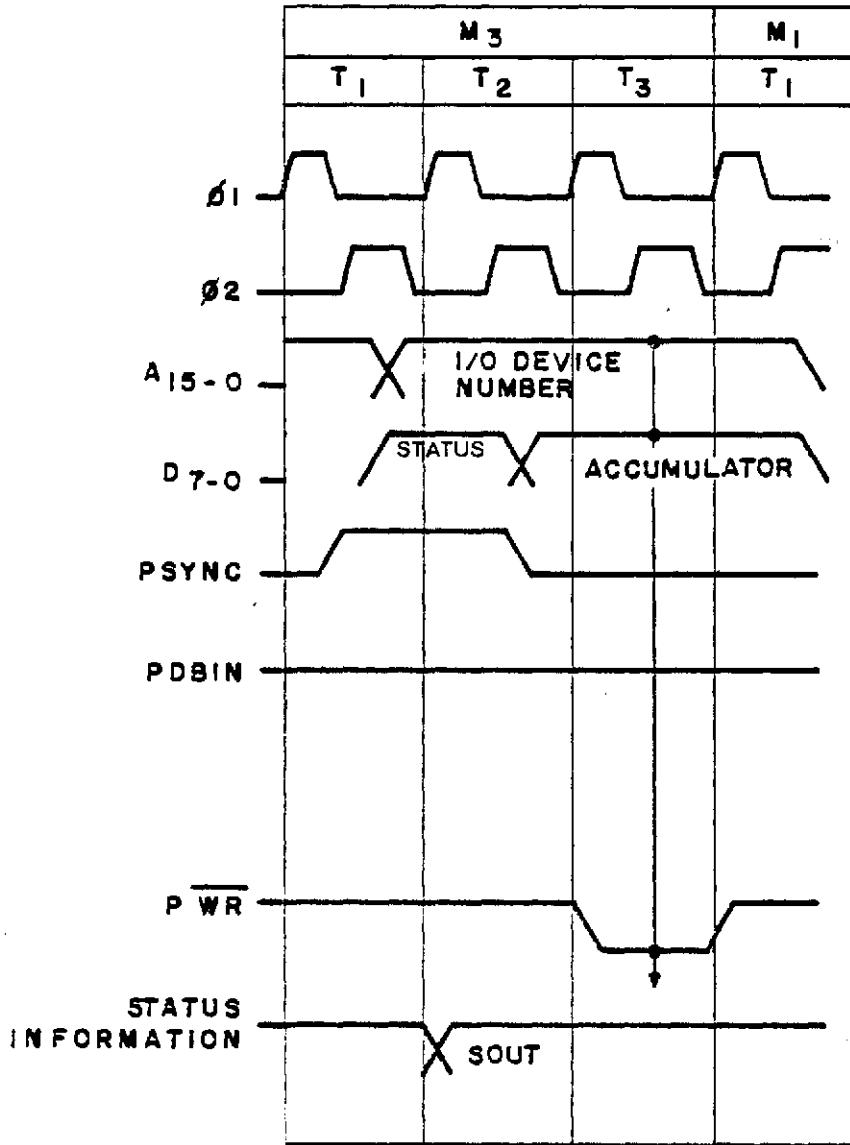 M3 M1
T1 T2 T3 T1
Ø1
Ø2
A15-0
I/O DEVICE
NUMBER
D7-0
STATUS
ACCUMULATOR
PSYNC
PDBIN
P W̅R̅
STATUS
INFORMATION
SOUT